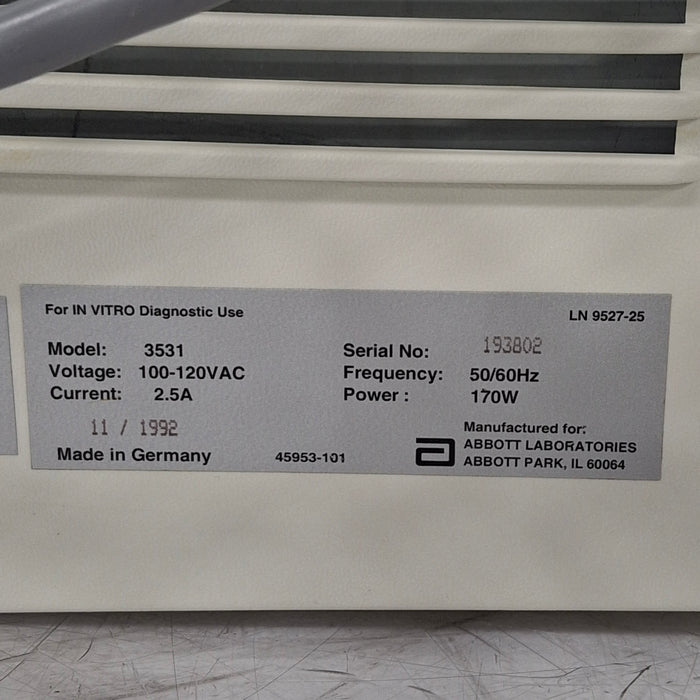 For IN VITRO Diagnostic Use
LN 9527-25
Model: 3531
Serial No: 193802
Voltage: 100-120VAC
Frequency: 50/60Hz
Current: 2.5A
Power : 170W
11 / 1992
Made in Germany
45953-101
Manufactured for:
ABBOTT LABORATORIES
ABBOTT PARK, IL 60064